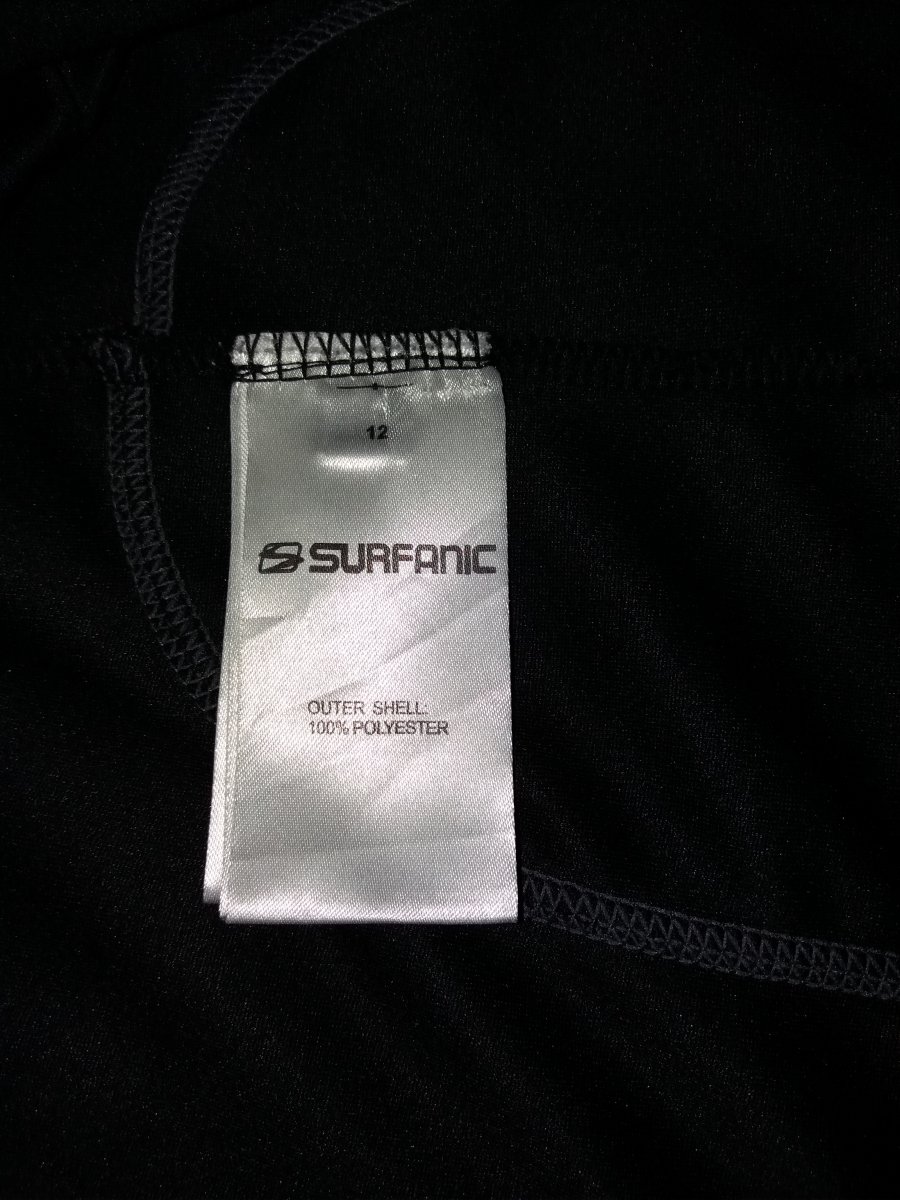 12
SURFANIC
OUTER SHELL:
100% POLYESTER